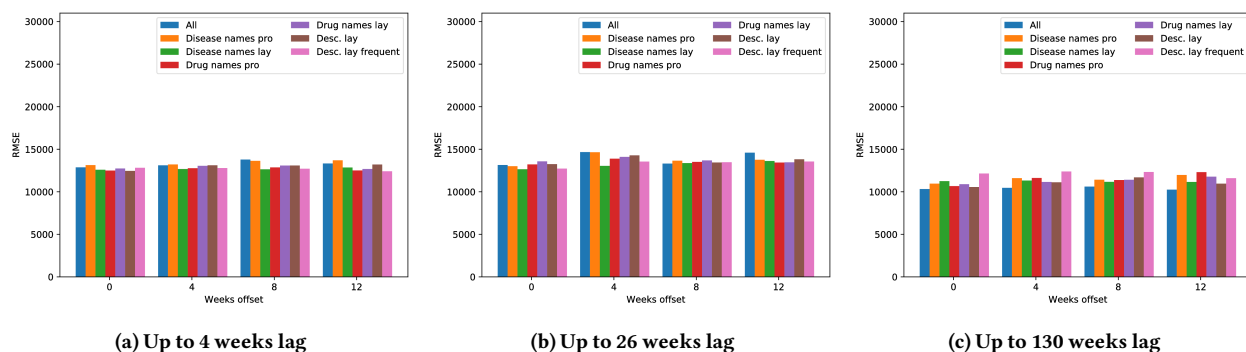 30000
25000
20000
15000
10000
5000
0
RMSE
All
Disease names pro
Disease names lay
Drug names pro
Drug names lay
Desc. lay
Desc. lay frequent
0 4 8 12
Weeks offset
(a) Up to 4 weeks lag
30000
25000
20000
15000
10000
5000
0
RMSE
All
Disease names pro
Disease names lay
Drug names pro
Drug names lay
Desc. lay
Desc. lay frequent
0 4 8 12
Weeks offset
(b) Up to 26 weeks lag
30000
25000
20000
15000
10000
5000
0
RMSE
All
Disease names pro
Disease names lay
Drug names pro
Drug names lay
Desc. lay
Desc. lay frequent
0 4 8 12
Weeks offset
(c) Up to 130 weeks lag